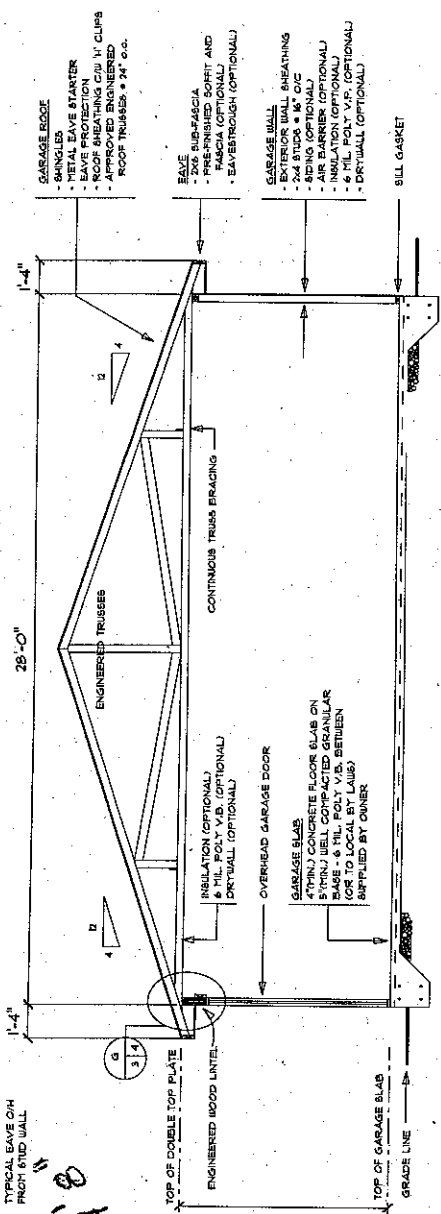 TYPICAL EAVE O/H
FROM STUD WALL
1'-4"
28'-0"
1'-4"
GARAGE ROOF
- SHINGLES
- METAL EAVE STARTER
- EAVE PROTECTION
- ROOF SHEATHING C/W 'H' CLIPS
- APPROVED ENGINEERED
ROOF TRUSSES @ 24" O.C.
EAVE
- 2X6 SUB-FASCIA
- PRE-FINISHED SOFFIT AND
FASCIA (OPTIONAL)
- EAVESTROUGH (OPTIONAL)
GARAGE WALL
- EXTERIOR WALL SHEATHING
- 2x4 STUDS @ 16" O/C
- SIDING (OPTIONAL)
- AIR BARRIER (OPTIONAL)
- INSULATION (OPTIONAL)
- 6 MIL. POLY V.B. (OPTIONAL)
- DRYWALL (OPTIONAL)
SILL GASKET
12
4
12
4
G
3 4
ENGINEERED TRUSSES
CONTINUOUS TRUSS BRACING
INSULATION (OPTIONAL)
6 MIL. POLY V.B. (OPTIONAL)
DRYWALL (OPTIONAL)
OVERHEAD GARAGE DOOR
GARAGE SLAB
4"(MIN.) CONCRETE FLOOR SLAB ON
5"(MIN.) WELL COMPACTED GRANULAR
BASE - 6 MIL. POLY V.B. BETWEEN
(OR TO LOCAL BY LAWS)
SUPPLIED BY OWNER
TOP OF DOUBLE TOP PLATE
ENGINEERED WOOD LINTEL
TOP OF GARAGE SLAB
GRADE LINE
8"